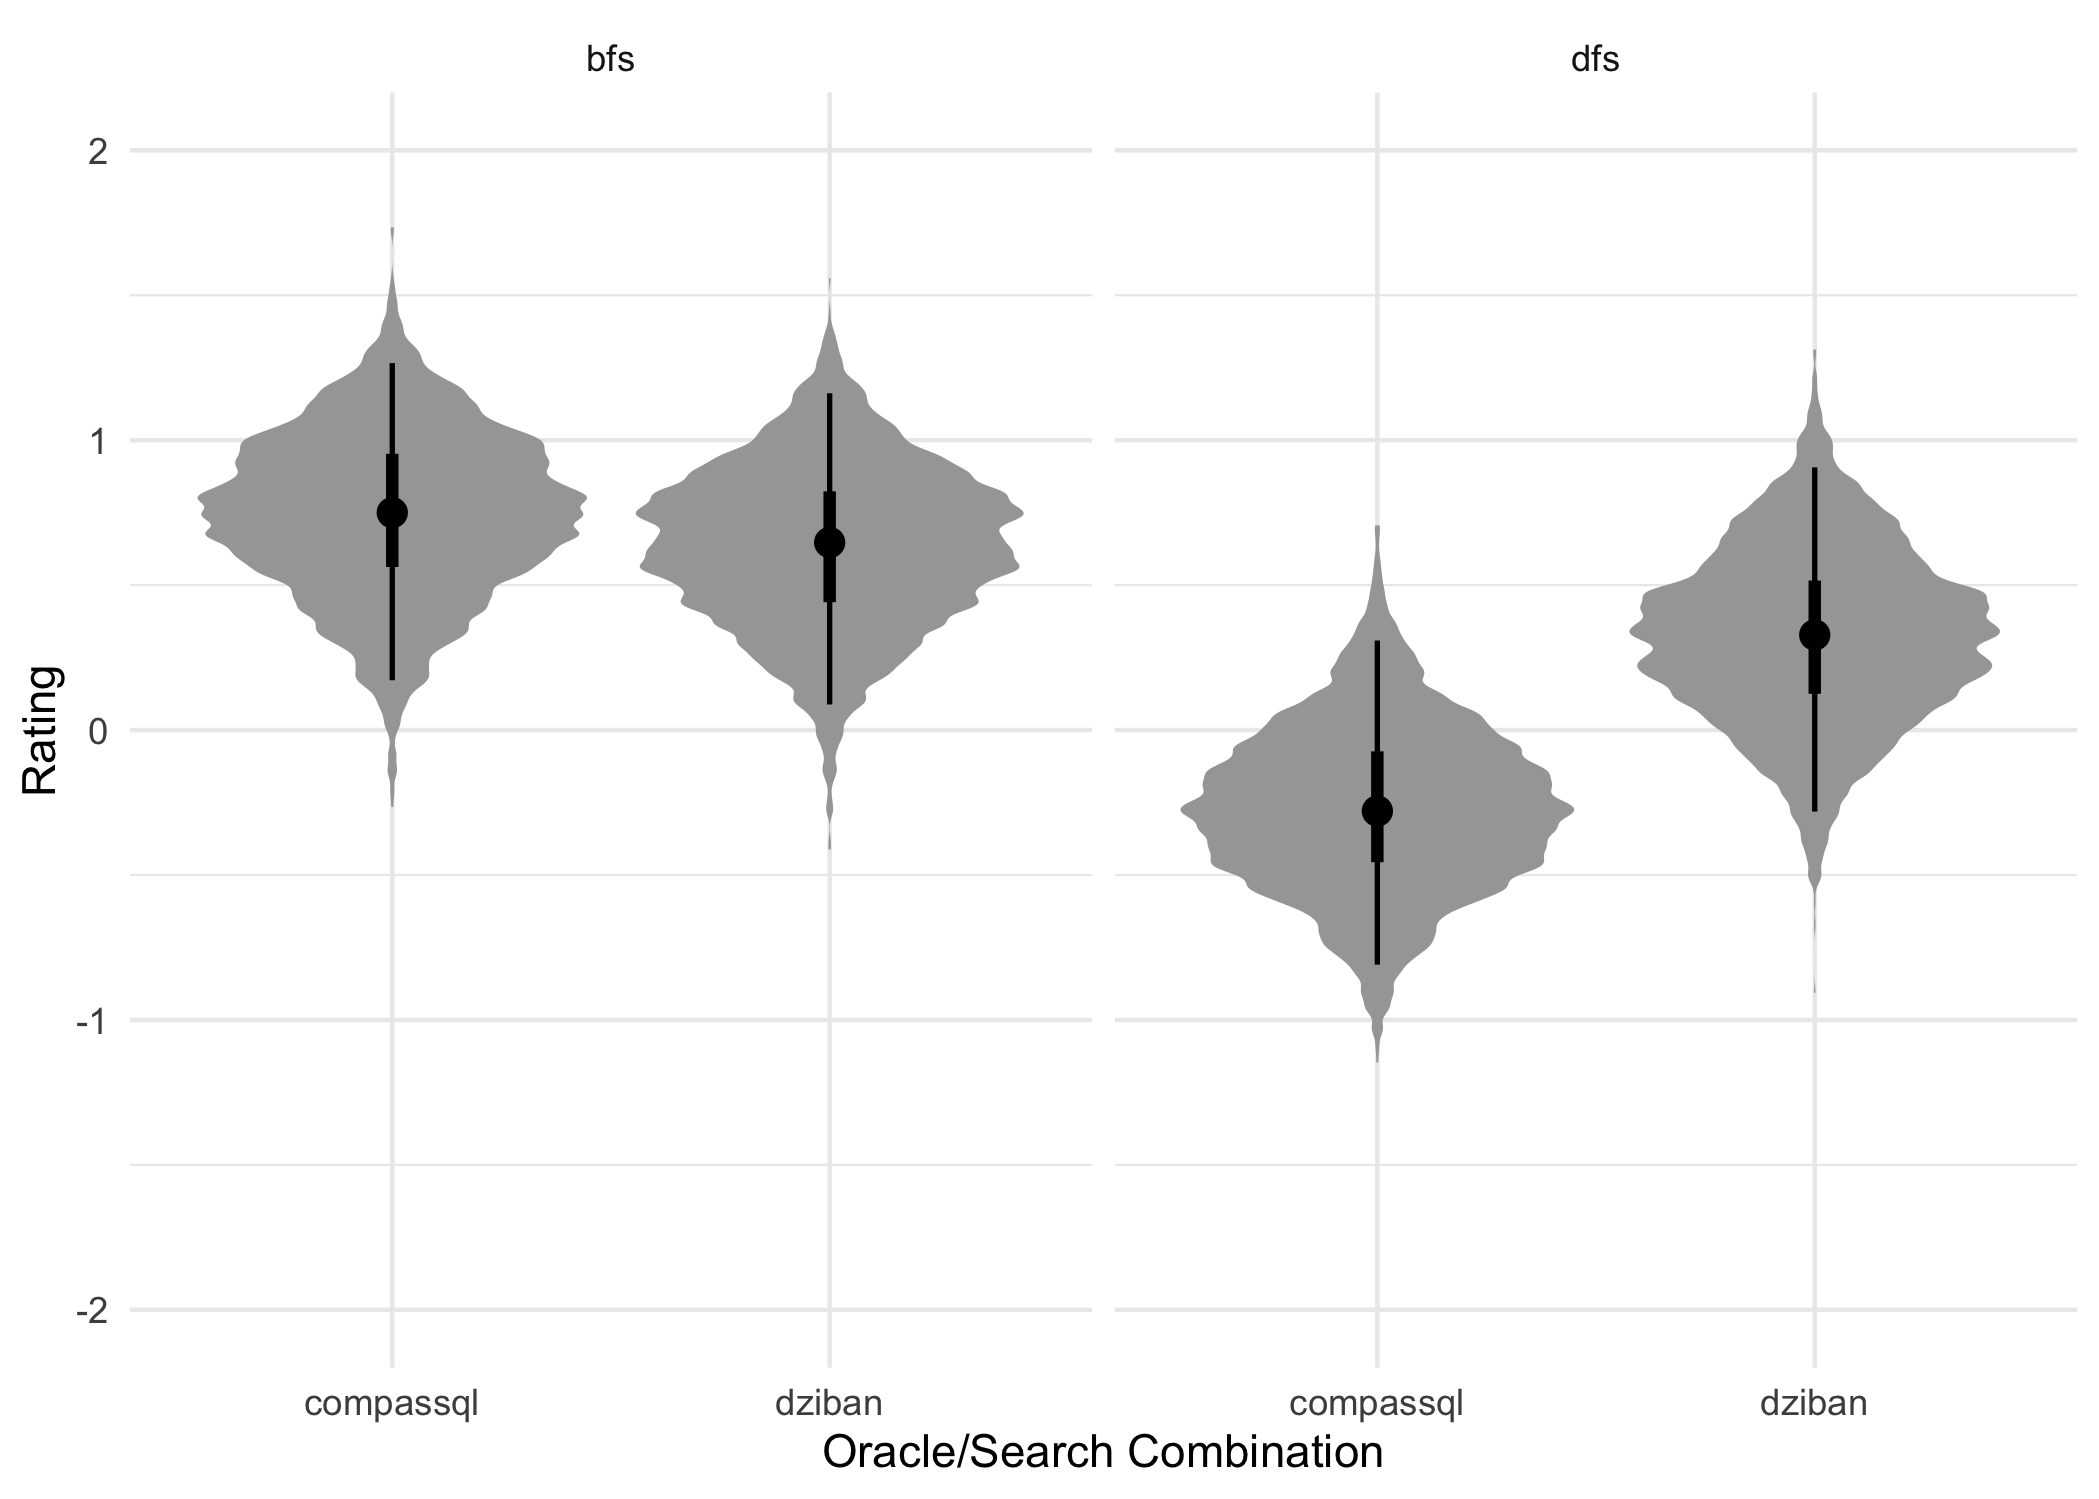 bfs
dfs
2
1
0
-1
-2
Rating
compassql
dziban
compassql
dziban
Oracle/Search Combination